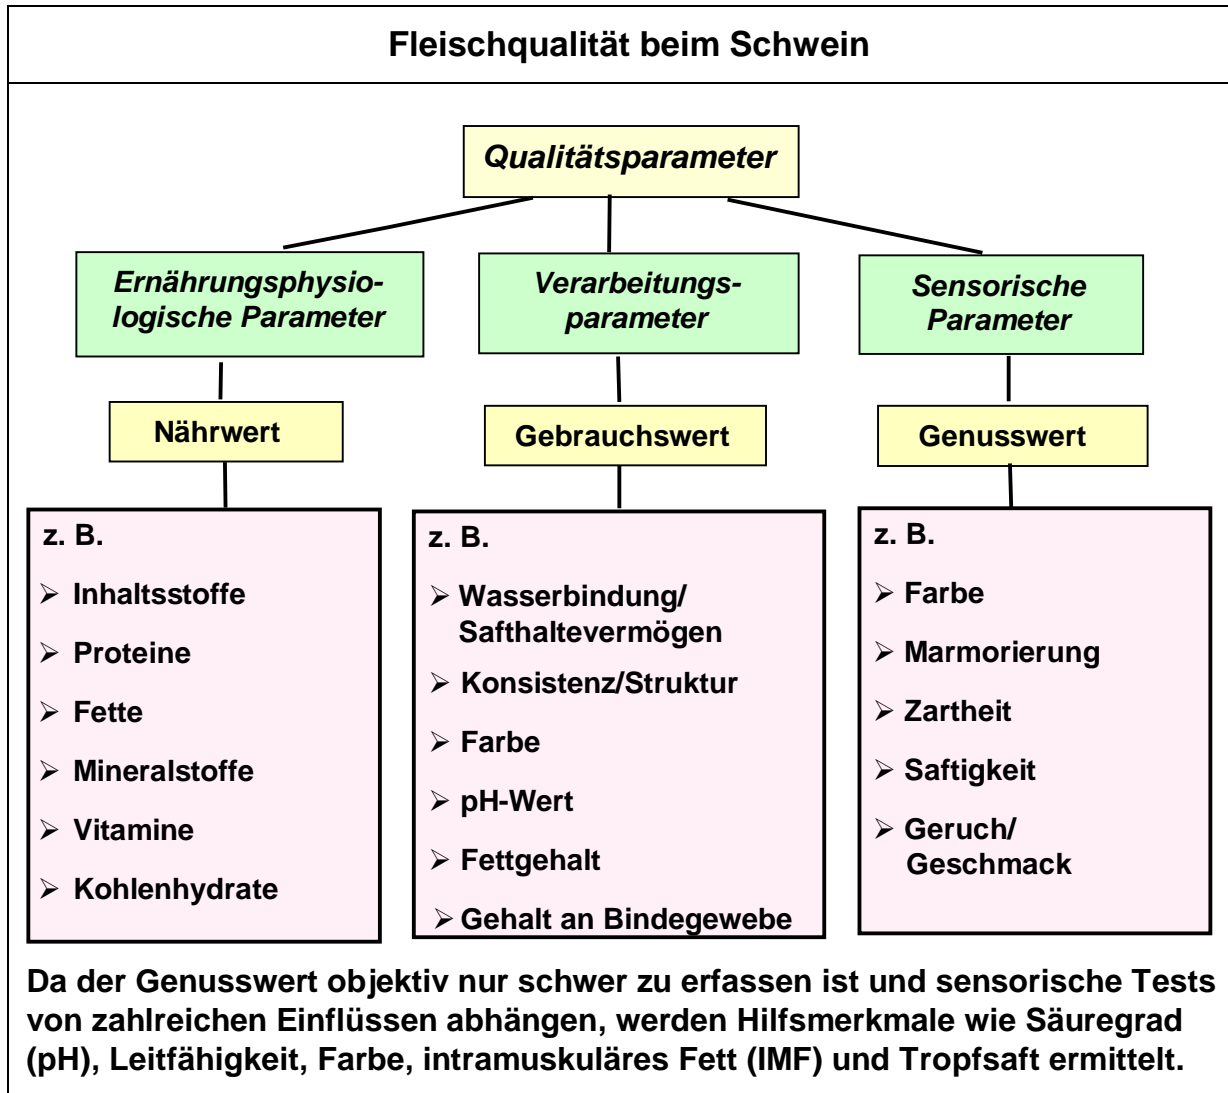 Fleischqualität beim Schwein
Qualitätsparameter
Ernährungsphysio-
logische Parameter
Verarbeitungs-
parameter
Sensorische
Parameter
Nährwert
Gebrauchswert
Genusswert
z. B.
➢ Inhaltsstoffe
➢ Proteine
➢ Fette
➢ Mineralstoffe
➢ Vitamine
➢ Kohlenhydrate
z. B.
➢ Wasserbindung/
Safthaltevermögen
➢ Konsistenz/Struktur
➢ Farbe
➢ pH-Wert
➢ Fettgehalt
➢ Gehalt an Bindegewebe
z. B.
➢ Farbe
➢ Marmorierung
➢ Zartheit
➢ Saftigkeit
➢ Geruch/
Geschmack
Da der Genusswert objektiv nur schwer zu erfassen ist und sensorische Tests
von zahlreichen Einflüssen abhängen, werden Hilfsmerkmale wie Säuregrad
(pH), Leitfähigkeit, Farbe, intramuskuläres Fett (IMF) und Tropfsaft ermittelt.